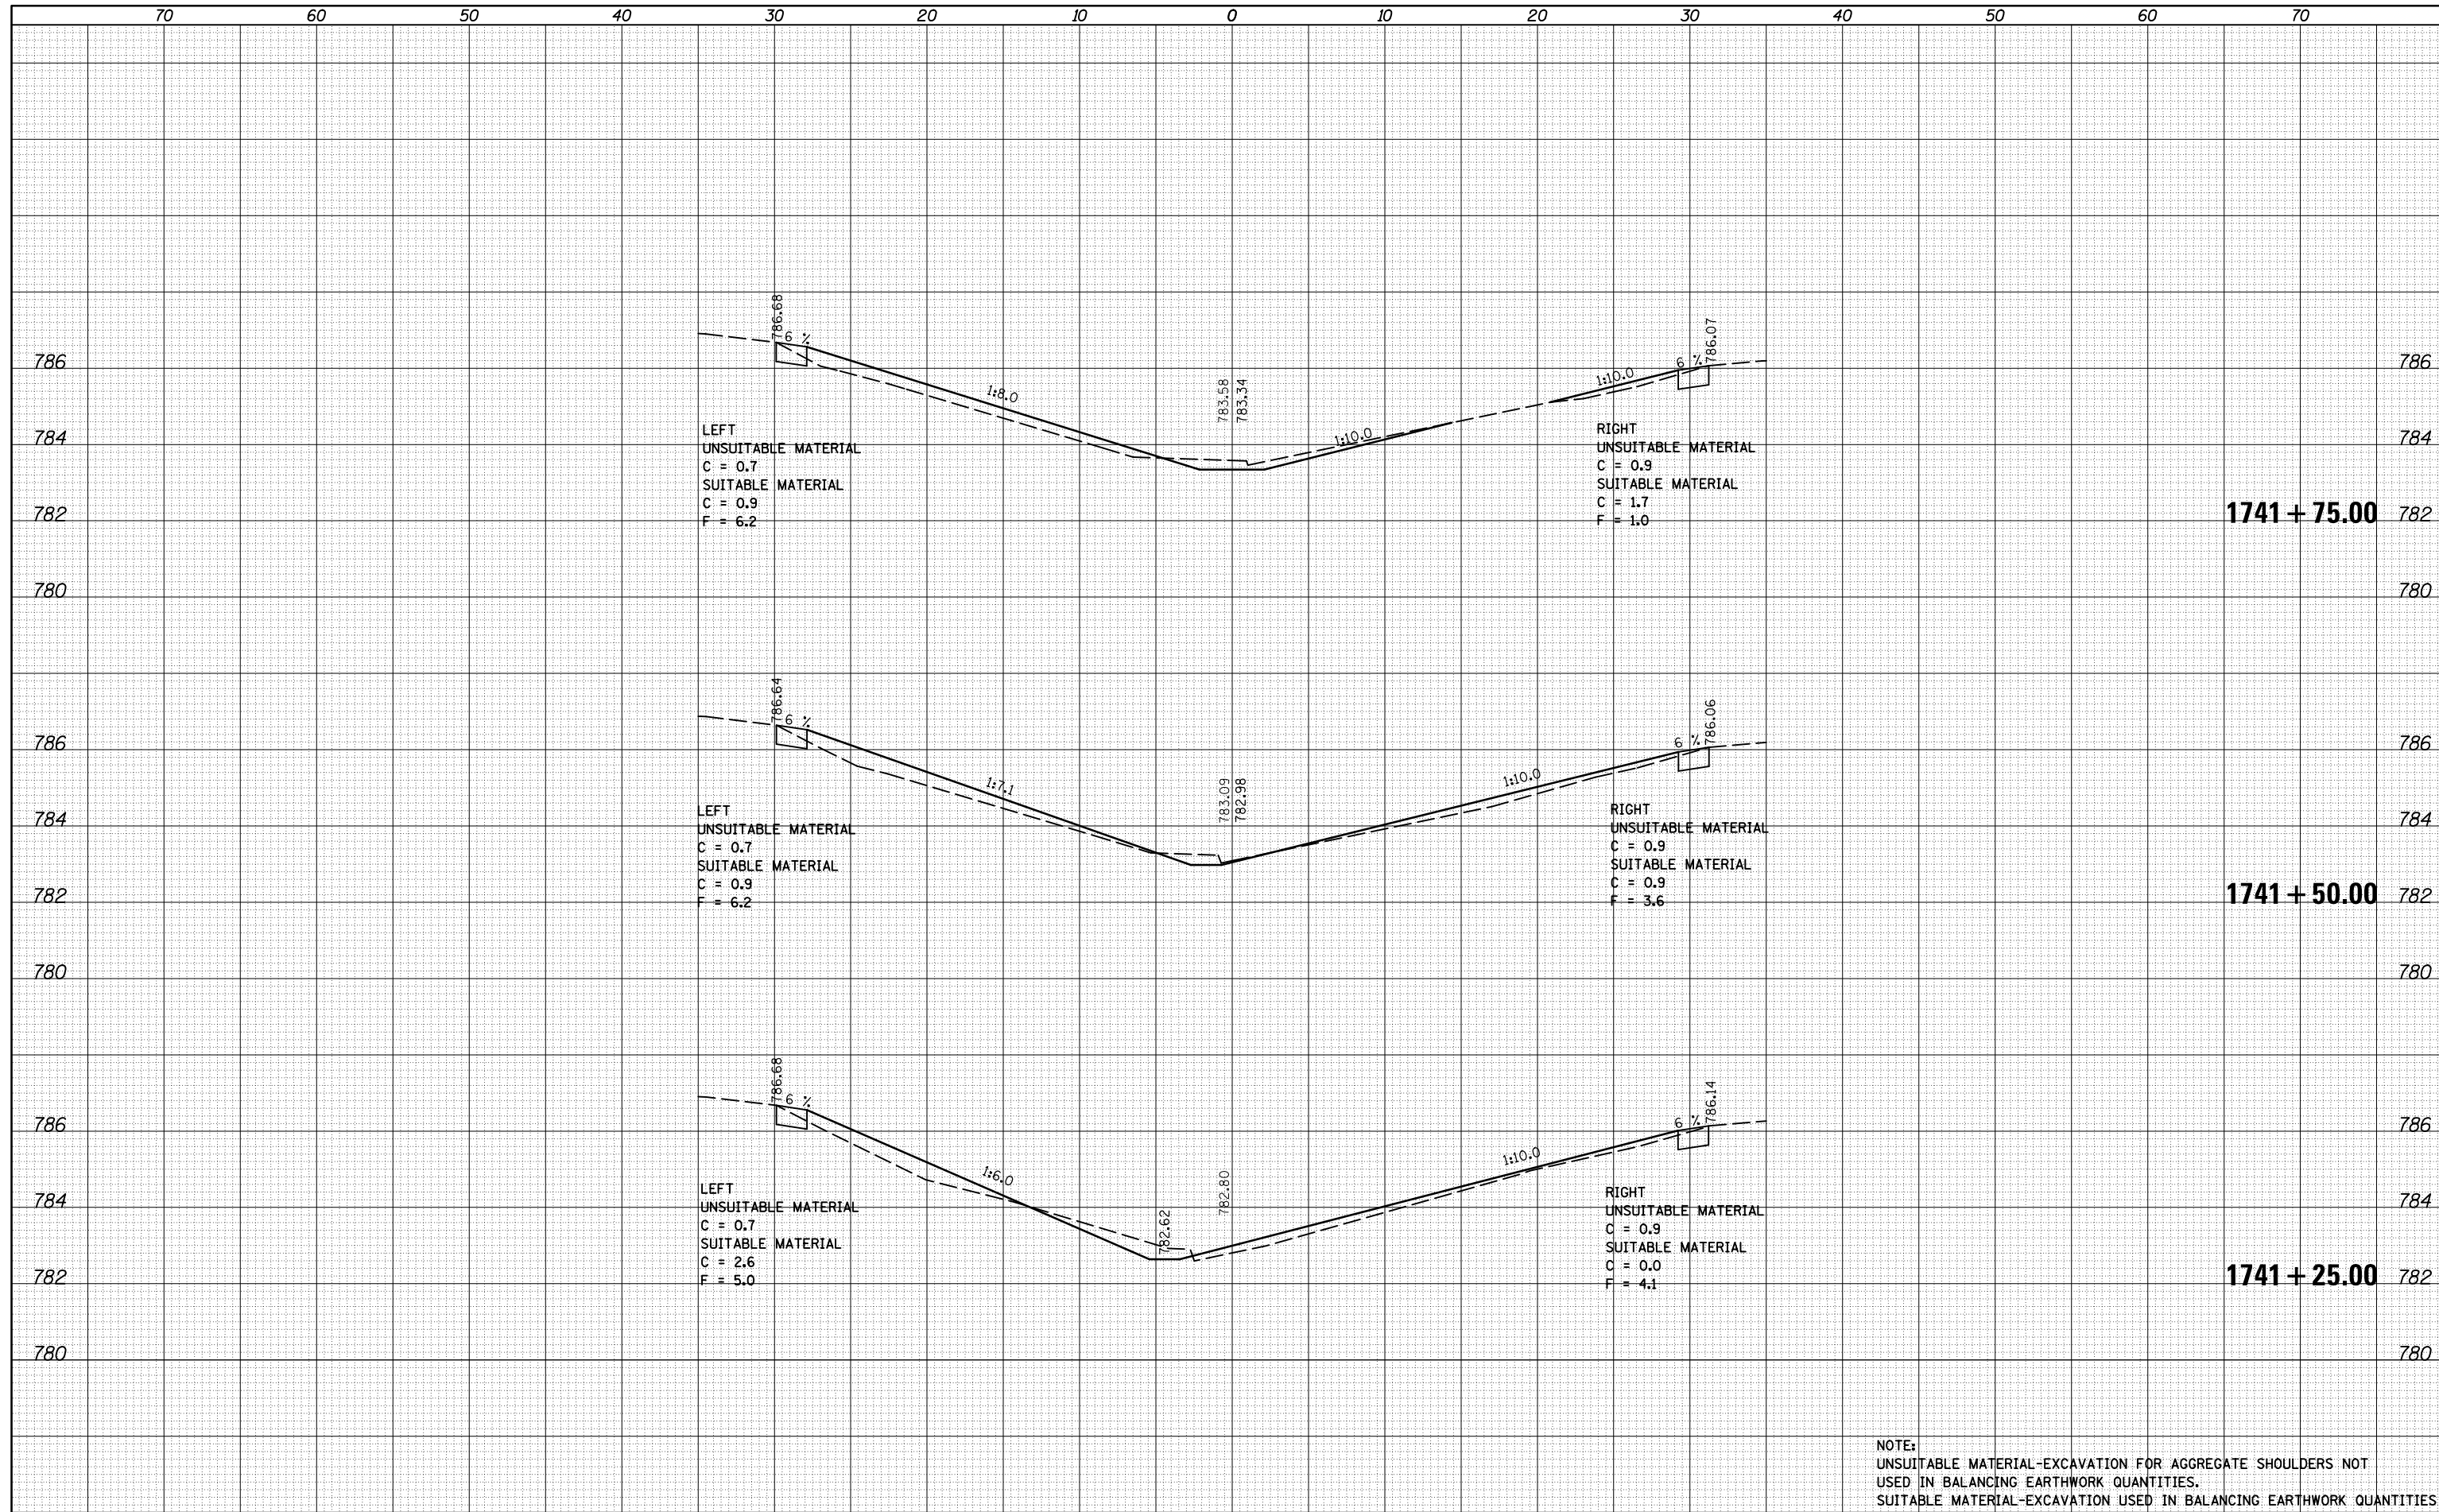 70 60 50 40 30 20 10 0 10 20 30 40 50 60 70
786.68
6 %
786.07
6 %
786 786
1:8.0
1:10.0
783.58
783.34
1:10.0
784 784
LEFT
UNSUITABLE MATERIAL
C = 0.7
SUITABLE MATERIAL
C = 0.9
F = 6.2
RIGHT
UNSUITABLE MATERIAL
C = 0.9
SUITABLE MATERIAL
C = 1.7
F = 1.0
782 1741 + 75.00 782
780 780
786.64
6 %
786.06
6 %
786 786
1:7.1
1:10.0
783.09
782.98
784 784
LEFT
UNSUITABLE MATERIAL
C = 0.7
SUITABLE MATERIAL
C = 0.9
F = 6.2
RIGHT
UNSUITABLE MATERIAL
C = 0.9
SUITABLE MATERIAL
C = 0.9
F = 3.6
782 1741 + 50.00 782
780 780
786.68
6 %
786.14
6 %
786 786
1:6.0
1:10.0
782.80
782.62
784 784
LEFT
UNSUITABLE MATERIAL
C = 0.7
SUITABLE MATERIAL
C = 2.6
F = 5.0
RIGHT
UNSUITABLE MATERIAL
C = 0.9
SUITABLE MATERIAL
C = 0.0
F = 4.1
782 1741 + 25.00 782
780 780
NOTE:
UNSUITABLE MATERIAL-EXCAVATION FOR AGGREGATE SHOULDERS NOT
USED IN BALANCING EARTHWORK QUANTITIES.
SUITABLE MATERIAL-EXCAVATION USED IN BALANCING EARTHWORK QUANTITIES